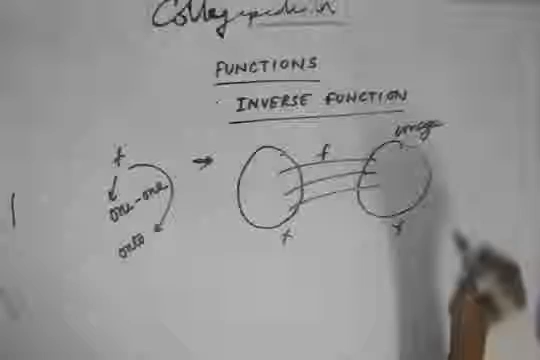 Collegepedia.in
FUNCTIONS
INVERSE FUNCTION
image
f
f
one-one
onto
x
Y